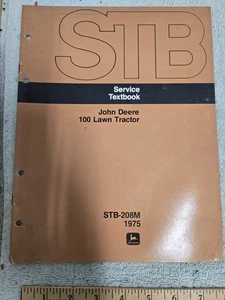 STB
Service
Textbook
John Deere
100 Lawn Tractor
STB-208M
1975